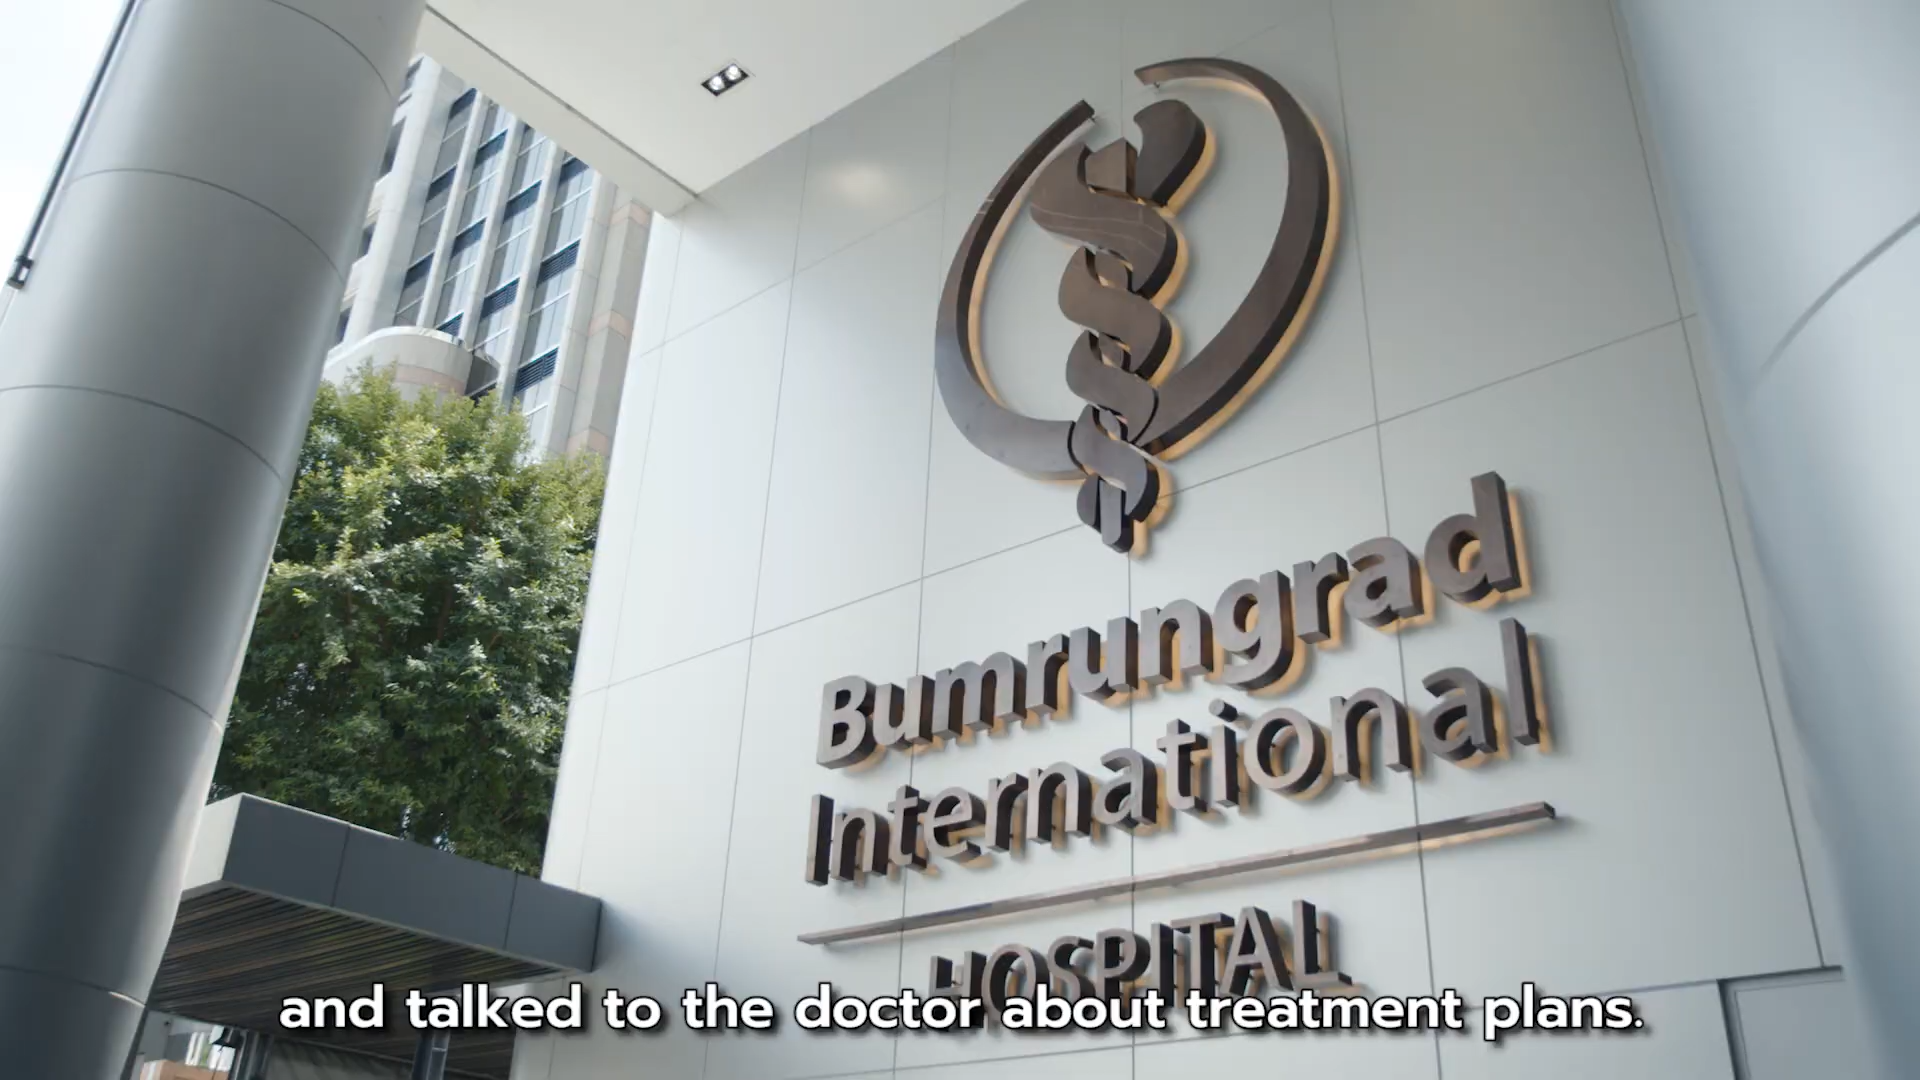 Bumrungrad
International
HOSPITAL
and talked to the doctor about treatment plans.